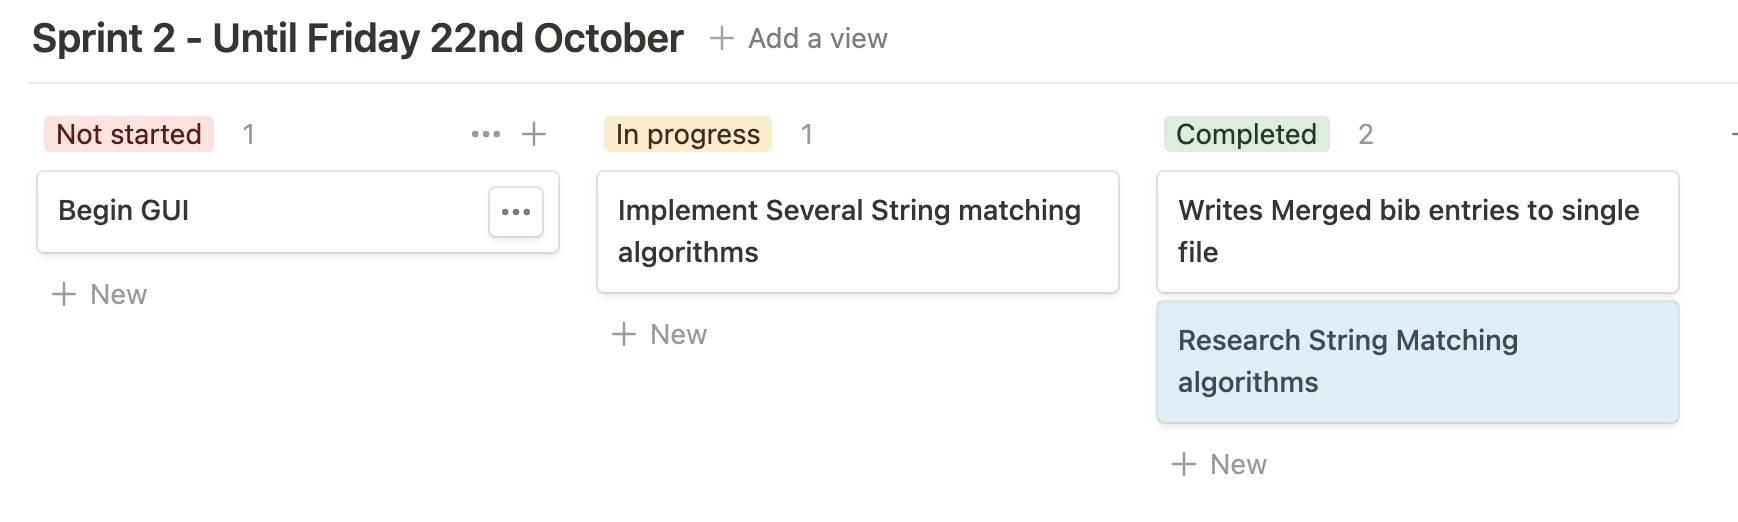 Sprint 2 - Until Friday 22nd October
+ Add a view
Not started 1
Begin GUI
+ New
In progress 1
Implement Several String matching
algorithms
+ New
Completed 2
Writes Merged bib entries to single
file
Research String Matching
algorithms
+ New